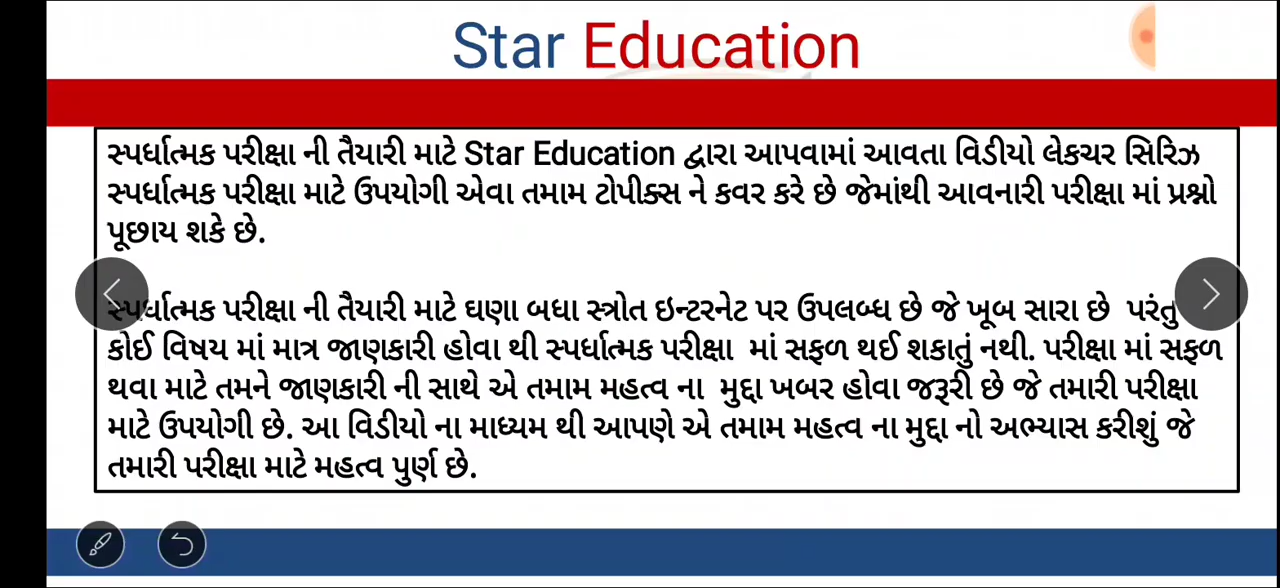 Star Education
સ્પર્ધાત્મક પરીક્ષા ની તૈયારી માટે Star Education દ્વારા આપવામાં આવતા વિડીયો લેકચર સિરિઝ
સ્પર્ધાત્મક પરીક્ષા માટે ઉપયોગી એવા તમામ ટોપીક્સ ને કવર કરે છે જેમાંથી આવનારી પરીક્ષા માં પ્રશ્નો
પૂછાય શકે છે.
સ્પર્ધાત્મક પરીક્ષા ની તૈયારી માટે ઘણા બધા સ્ત્રોત ઇન્ટરનેટ પર ઉપલબ્ધ છે જે ખૂબ સારા છે પરંતુ
કોઈ વિષય માં માત્ર જાણકારી હોવા થી સ્પર્ધાત્મક પરીક્ષા માં સફળ થઈ શકાતું નથી. પરીક્ષા માં સફળ
થવા માટે તમને જાણકારી ની સાથે એ તમામ મહત્વ ના મુદ્દા ખબર હોવા જરૂરી છે જે તમારી પરીક્ષા
માટે ઉપયોગી છે. આ વિડીયો ના માધ્યમ થી આપણે એ તમામ મહત્વ ના મુદ્દા નો અભ્યાસ કરીશું જે
તમારી પરીક્ષા માટે મહત્વ પુર્ણ છે.